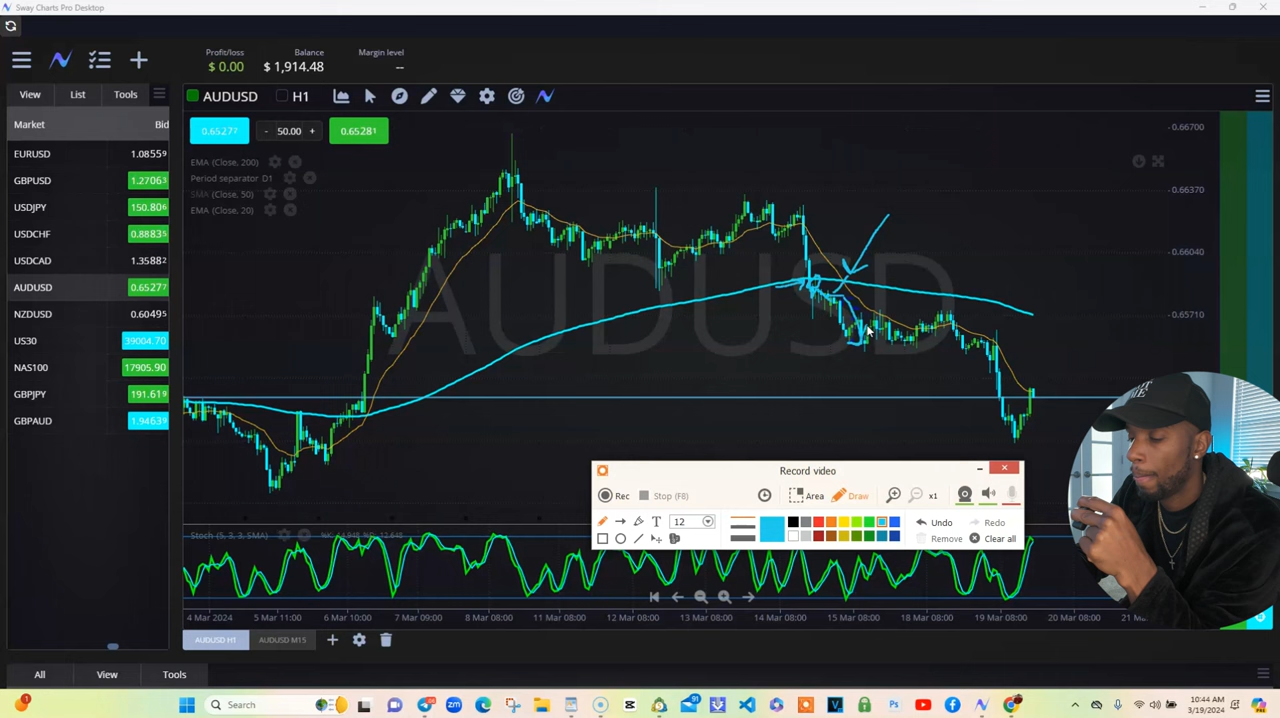 Sway Charts Pro Desktop
Profit/loss Balance Margin level
$ 0.00 $ 1,914.48 --
View List Tools
AUDUSD H1
Market Bid
0.65277 - 50.00 + 0.65281
EURUSD 1.08559
GBPUSD 1.27063
USDJPY 150.806
USDCHF 0.88835
USDCAD 1.35882
AUDUSD 0.65277
NZDUSD 0.60495
US30 39004.70
NAS100 17905.90
GBPJPY 191.619
GBPAUD 1.94639
EMA (Close, 200)
Period separator D1
SMA (Close, 50)
EMA (Close, 20)
AUDUSD
0.66700
0.66370
0.66040
0.65710
Record video
Rec Stop (F8) Area Draw x1
T 12 Undo Redo
Remove Clear all
Stoch (5, 3, 3, SMA)
4 Mar 2024 5 Mar 11:00 6 Mar 10:00 7 Mar 09:00 8 Mar 08:00 11 Mar 08:00 12 Mar 08:00 13 Mar 08:00 14 Mar 08:00 15 Mar 08:00 18 Mar 08:00 19 Mar 08:00 20 Mar 08:00
AUDUSD H1 AUDUSD M15
All View Tools
1 Search zm 91 Ps V
10:44 AM
3/19/2024